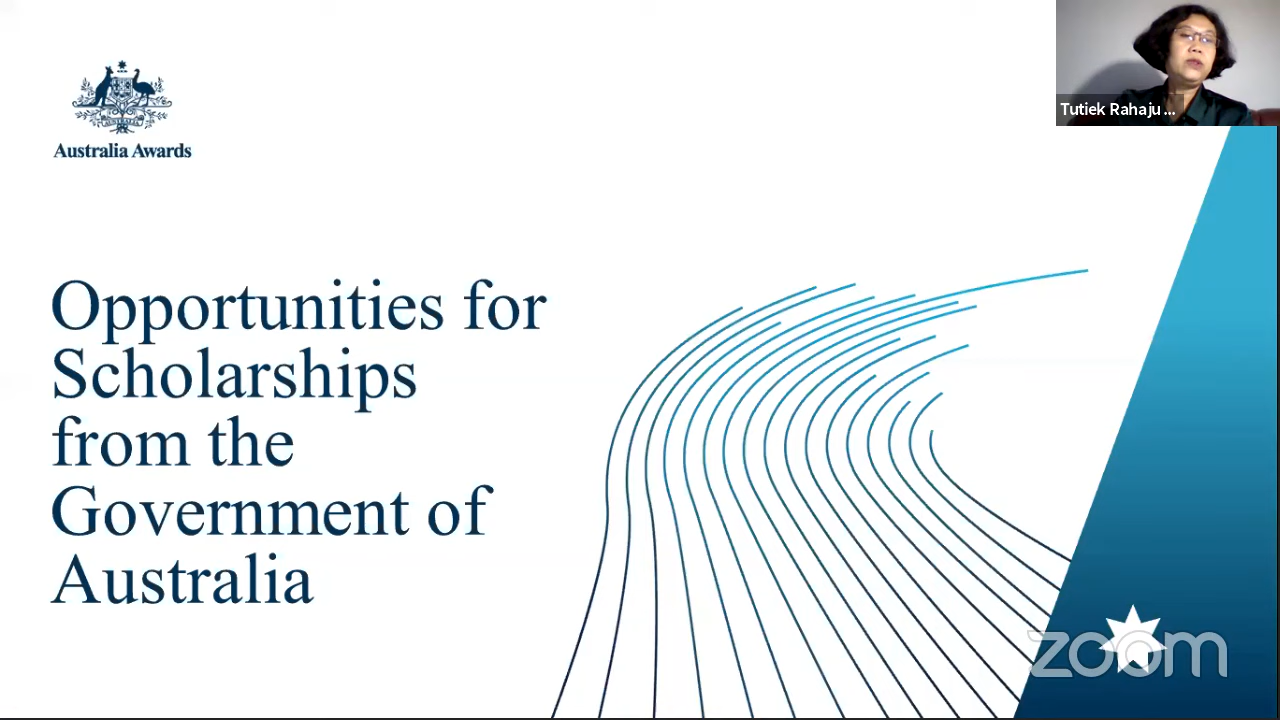 Australia Awards
Tutiek Rahaju ...
Opportunities for
Scholarships
from the
Government of
Australia
zoom